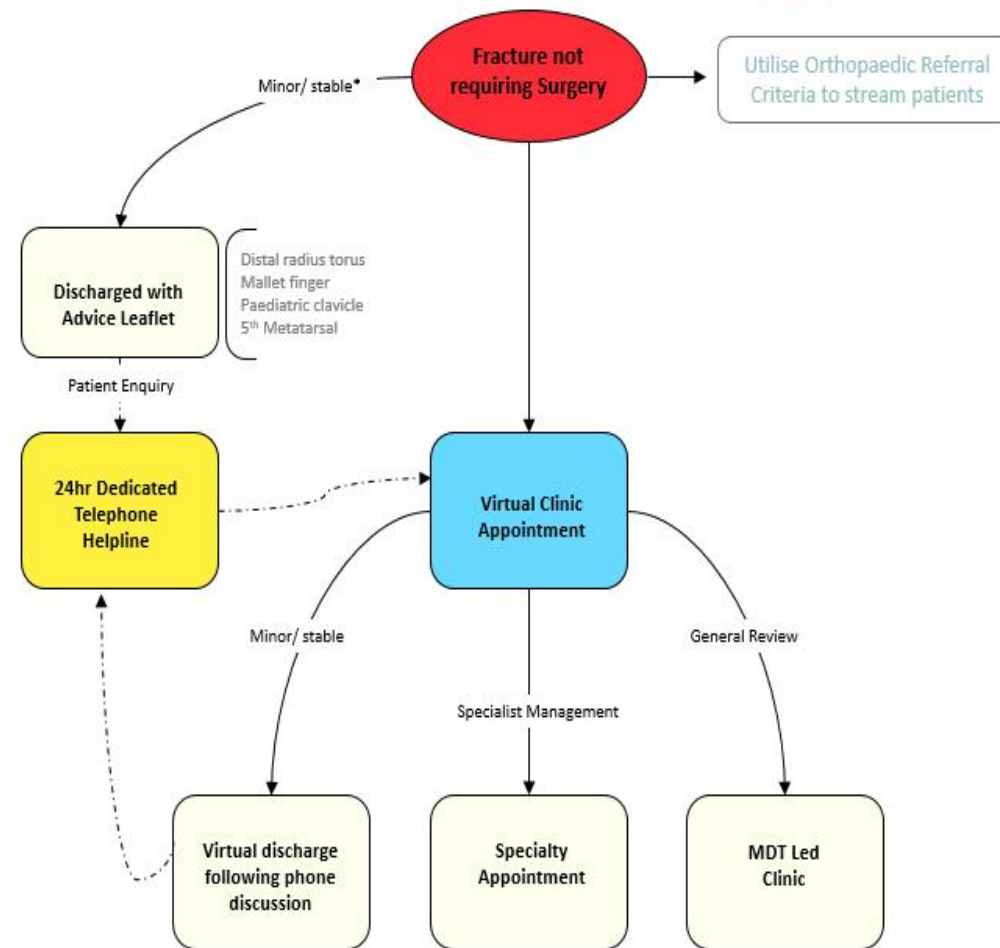 Fracture not
requiring Surgery
Utilise Orthopaedic Referral
Criteria to stream patients
Minor/ stable*
Discharged with
Advice Leaflet
Distal radius torus
Mallet finger
Paediatric clavicle
5th Metatarsal
Patient Enquiry
24hr Dedicated
Telephone
Helpline
Virtual Clinic
Appointment
Minor/ stable
General Review
Specialist Management
Virtual discharge
following phone
discussion
Specialty
Appointment
MDT Led
Clinic